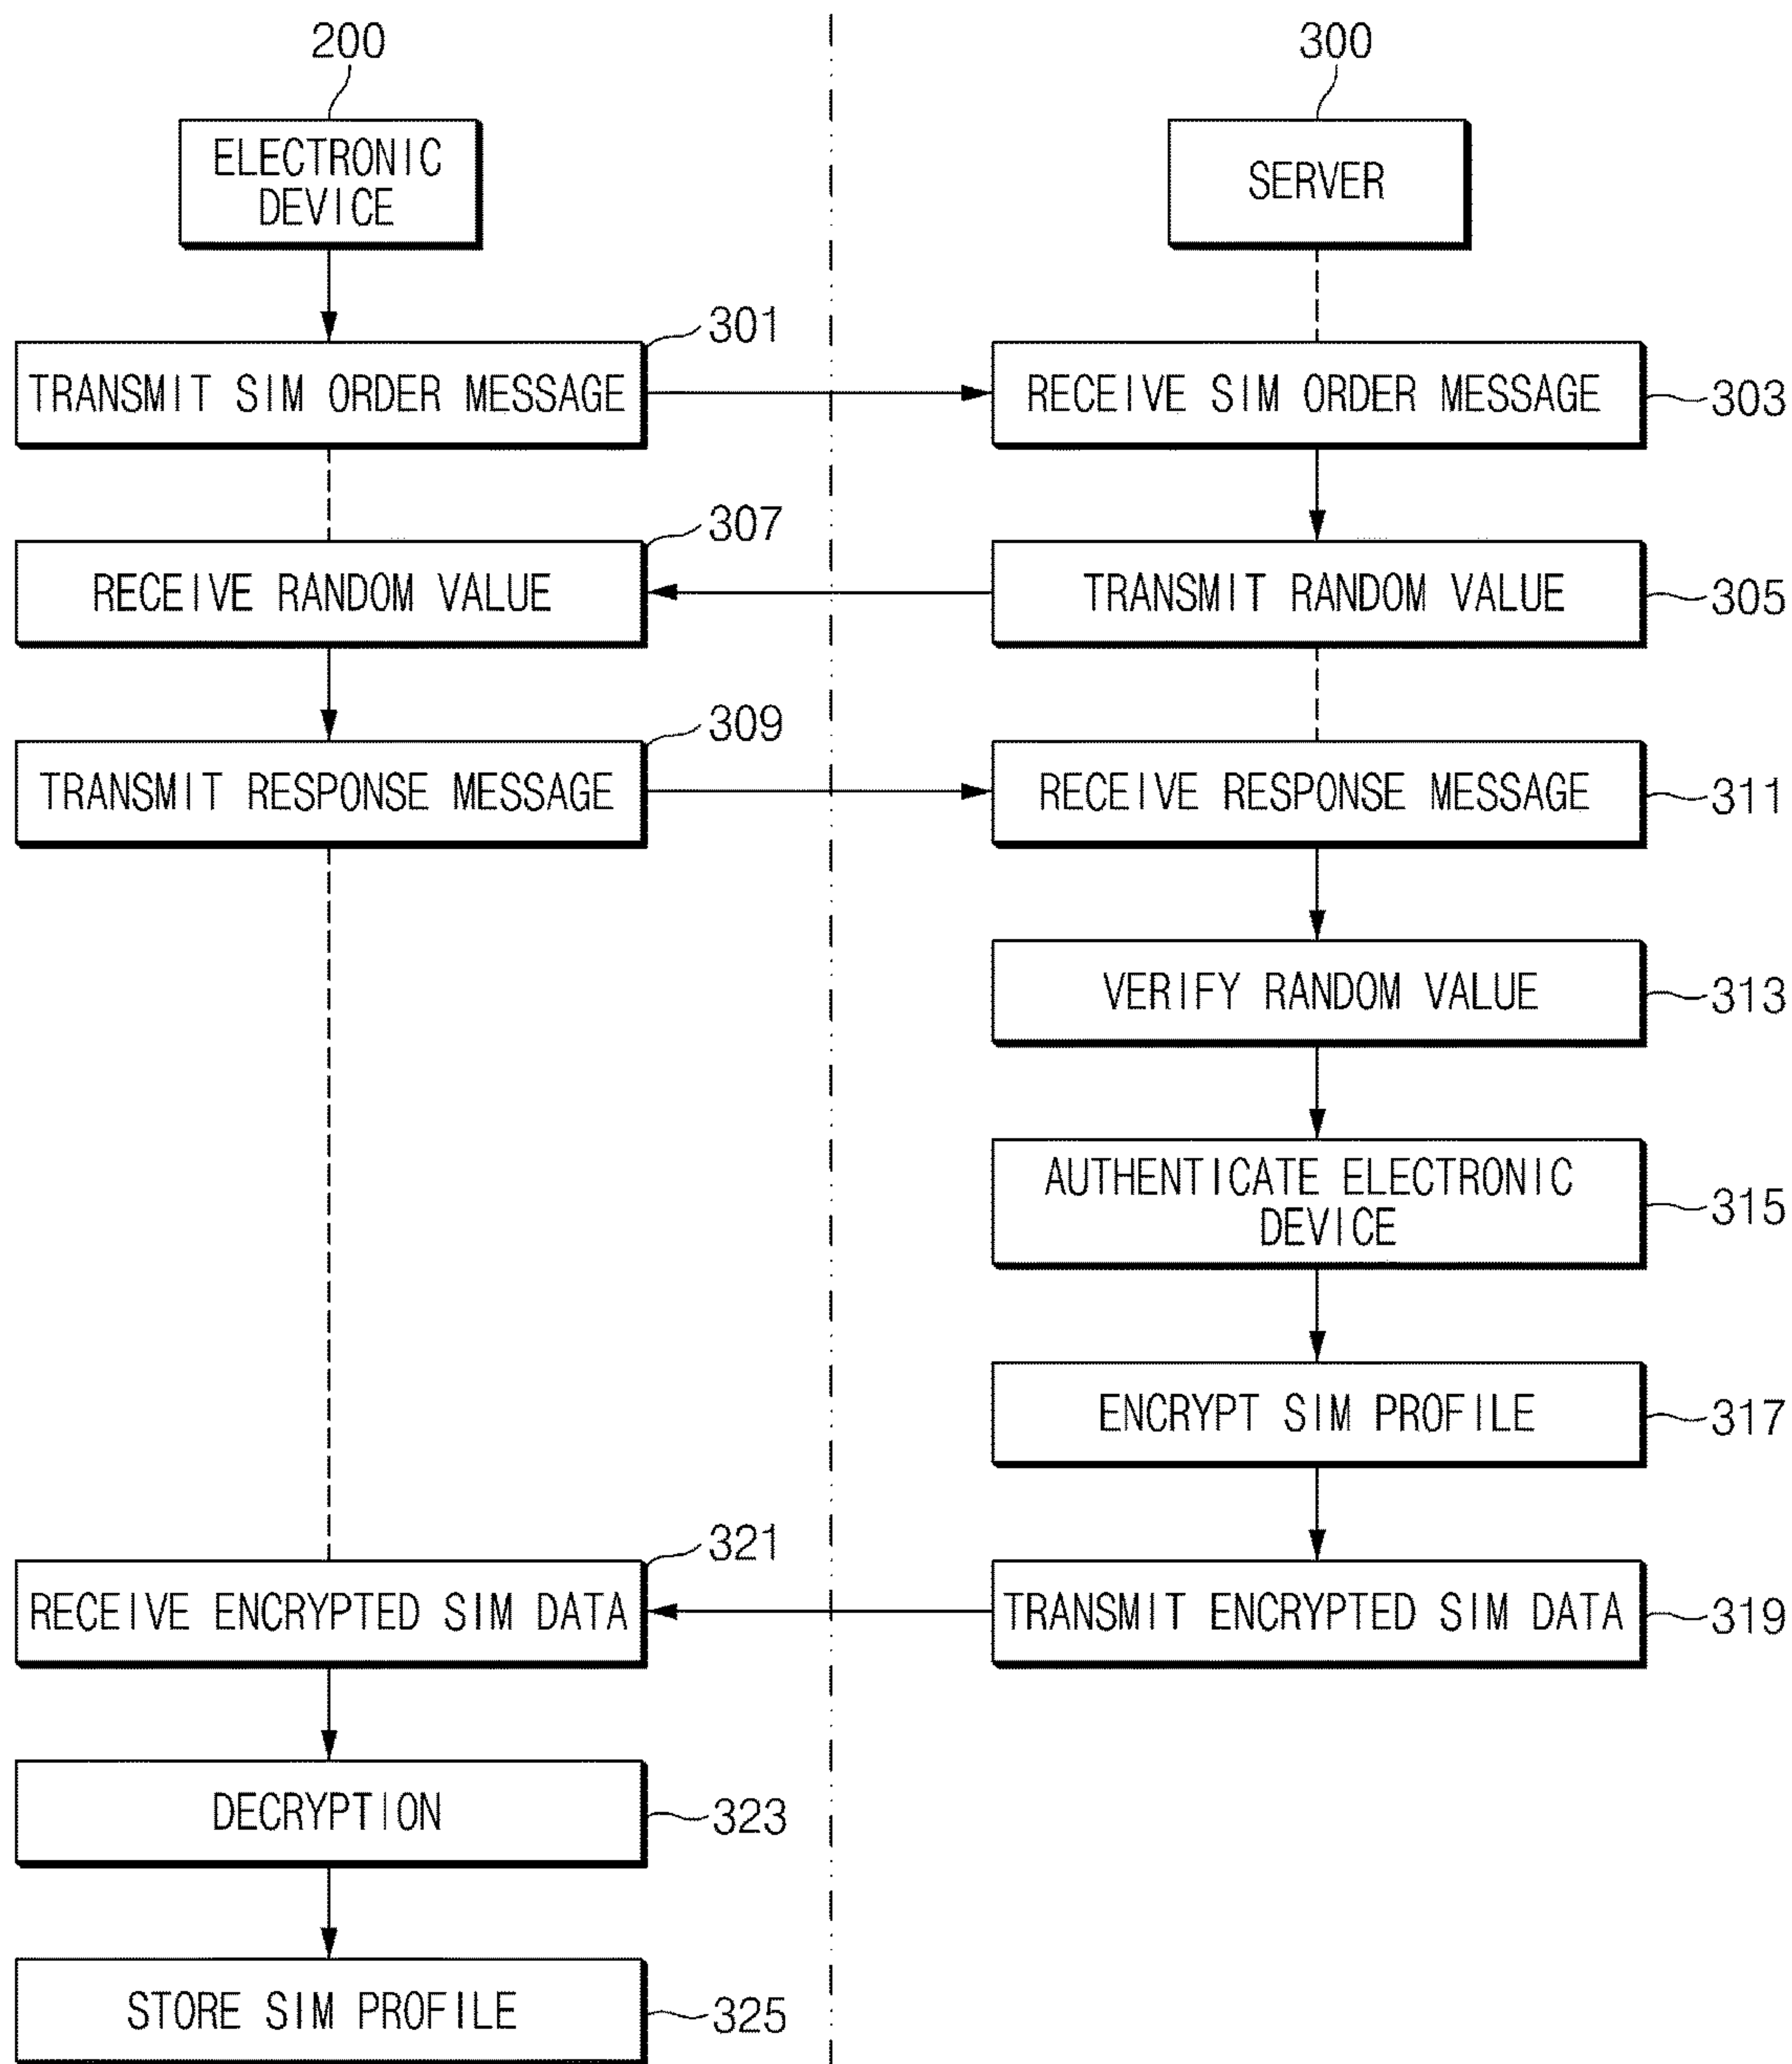 200
300
ELECTRONIC
DEVICE
SERVER
301
TRANSMIT SIM ORDER MESSAGE
RECEIVE SIM ORDER MESSAGE
303
307
RECEIVE RANDOM VALUE
TRANSMIT RANDOM VALUE
305
309
TRANSMIT RESPONSE MESSAGE
RECEIVE RESPONSE MESSAGE
311
VERIFY RANDOM VALUE
313
AUTHENTICATE ELECTRONIC
DEVICE
315
ENCRYPT SIM PROFILE
317
321
RECEIVE ENCRYPTED SIM DATA
TRANSMIT ENCRYPTED SIM DATA
319
DECRYPTION
323
STORE SIM PROFILE
325